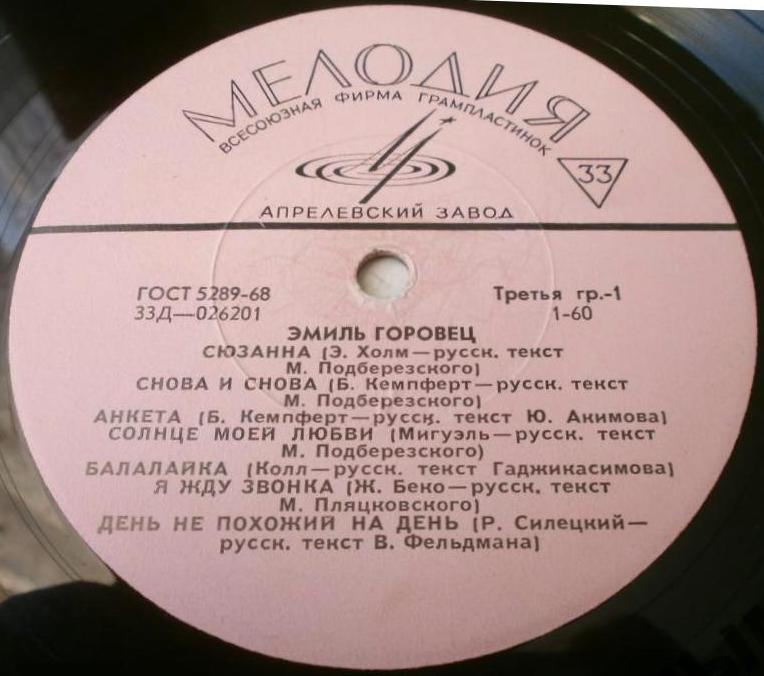 МЕЛОДИЯ
ВСЕСОЮЗНАЯ ФИРМА ГРАМПЛАСТИНОК
33
АПРЕЛЕВСКИЙ ЗАВОД
ГОСТ 5289-68 Третья гр.-1
33Д—026201 1-60
ЭМИЛЬ ГОРОВЕЦ
СЮЗАННА (Э. Холм—русск. текст
М. Подберезского)
СНОВА И СНОВА (Б. Кемпферт—русск. текст
М. Подберезского)
АНКЕТА (Б. Кемпферт—русск. текст Ю. Акимова)
СОЛНЦЕ МОЕЙ ЛЮБВИ (Мигуэль—русск. текст
М. Подберезского)
БАЛАЛАЙКА (Колл—русск. текст Гаджикасимова)
Я ЖДУ ЗВОНКА (Ж. Беко—русск. текст
М. Пляцковского)
ДЕНЬ НЕ ПОХОЖИЙ НА ДЕНЬ (Р. Силецкий—
русск. текст В. Фельдмана)